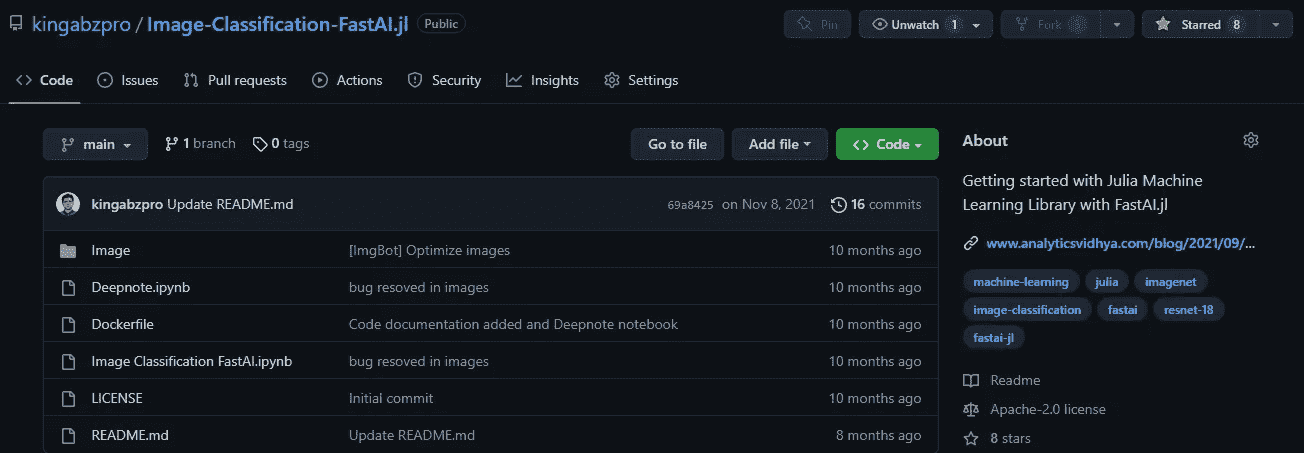 kingabzpro / Image-Classification-FastAI.jl Public
Pin
Unwatch 1
Fork
Starred 8
Code
Issues
Pull requests
Actions
Security
Insights
Settings
main
1 branch
0 tags
Go to file
Add file
Code
kingabzpro Update README.md 69a8425 on Nov 8, 2021 16 commits
Image [ImgBot] Optimize images 10 months ago
Deepnote.ipynb bug resoved in images 10 months ago
Dockerfile Code documentation added and Deepnote notebook 10 months ago
Image Classification FastAI.ipynb bug resoved in images 10 months ago
LICENSE Initial commit 10 months ago
README.md Update README.md 8 months ago
About
Getting started with Julia Machine
Learning Library with FastAI.jl
www.analyticsvidhya.com/blog/2021/09/...
machine-learning julia imagenet
image-classification fastai resnet-18
fastai-jl
Readme
Apache-2.0 license
8 stars